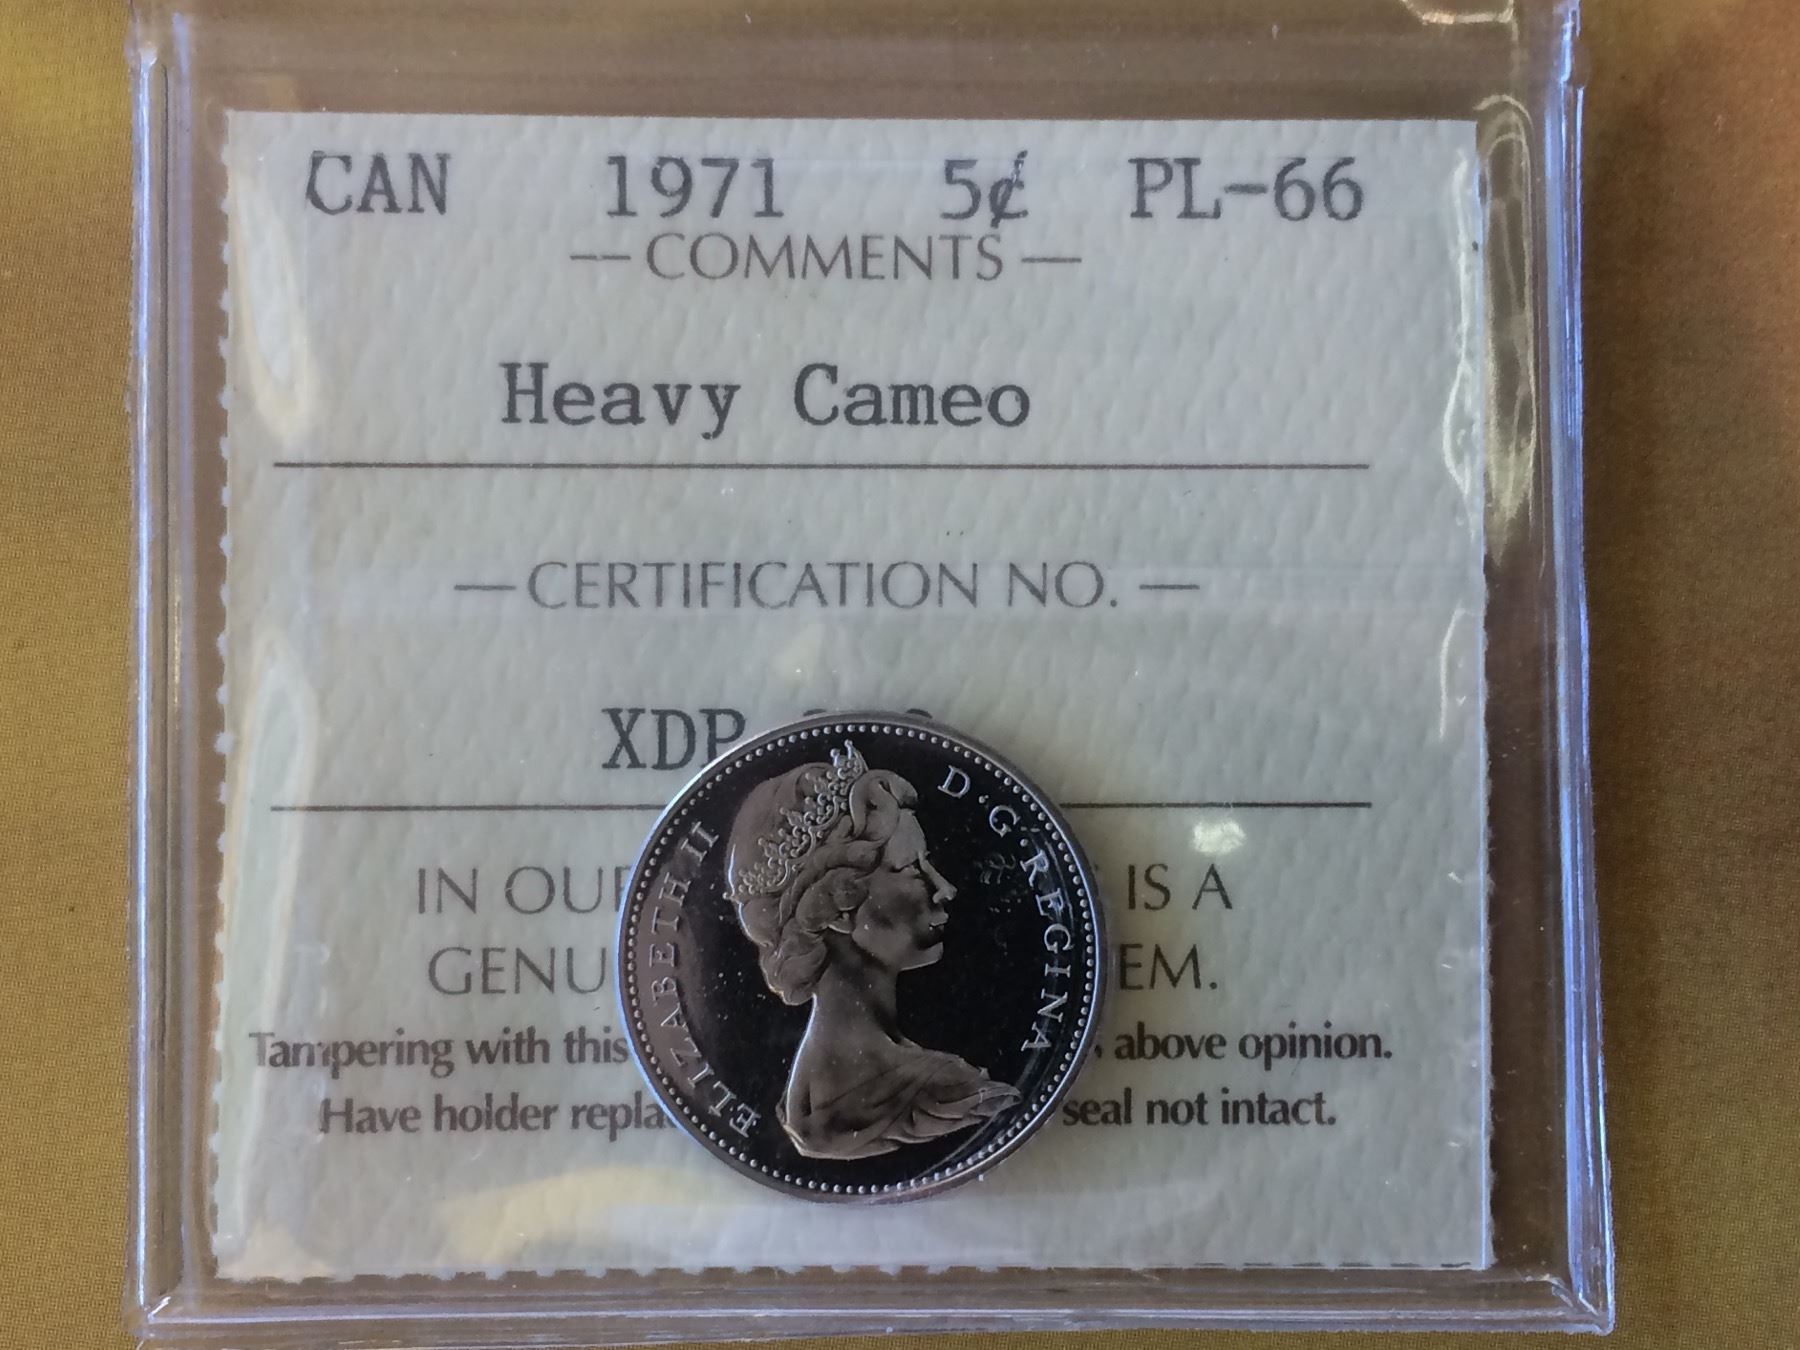 CAN 1971 5¢ PL-66
— COMMENTS —
Heavy Cameo
— CERTIFICATION NO. —
XDP
IN OUR IS A
GENU EM.
Tampering with this above opinion.
Have holder repla seal not intact.
ELIZABETH II D·G·REGINA